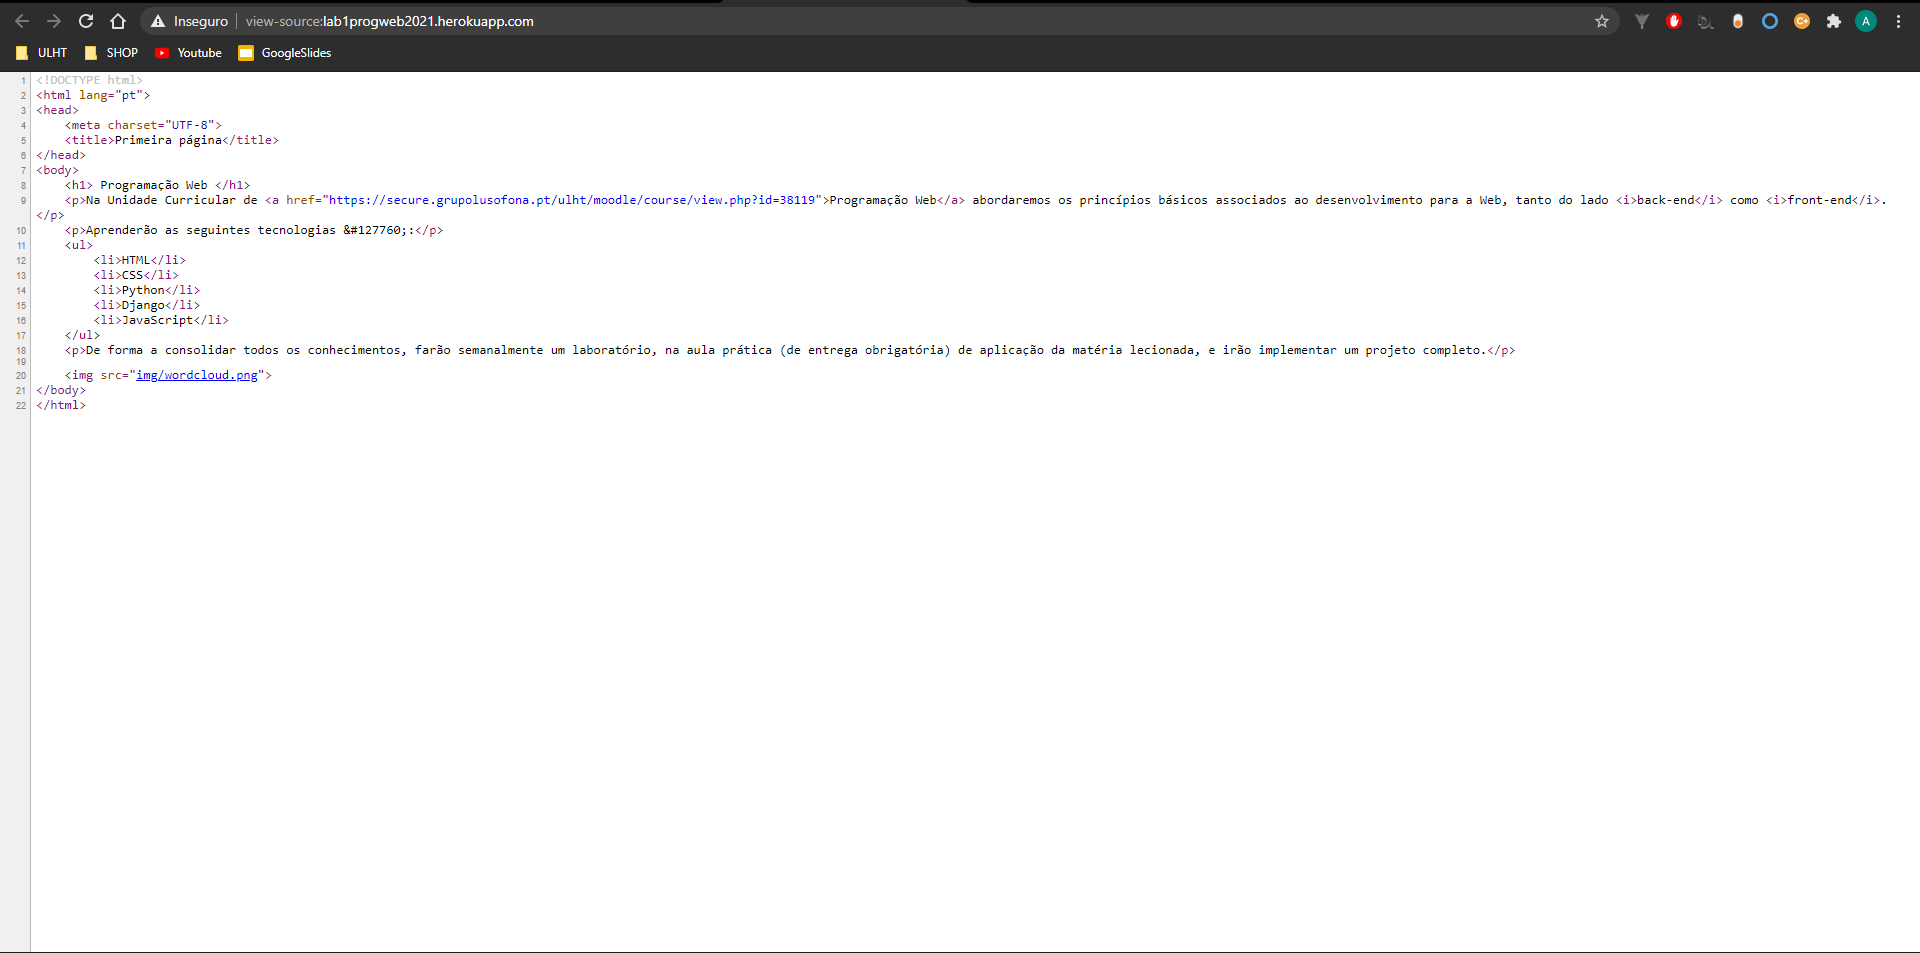 Inseguro view-source:lab1progweb2021.herokuapp.com A
ULHT SHOP Youtube GoogleSlides
1 <!DOCTYPE html>
2 <html lang="pt">
3 <head>
4 <meta charset="UTF-8">
5 <title>Primeira página</title>
6 </head>
7 <body>
8 <h1> Programação Web </h1>
9 <p>Na Unidade Curricular de <a href="https://secure.grupolusofona.pt/ulht/moodle/course/view.php?id=38119">Programação Web</a> abordaremos os princípios básicos associados ao desenvolvimento para a Web, tanto do lado <i>back-end</i> como <i>front-end</i>.
</p>
10 <p>Aprenderão as seguintes tecnologias &#127760;:</p>
11 <ul>
12 <li>HTML</li>
13 <li>CSS</li>
14 <li>Python</li>
15 <li>Django</li>
16 <li>JavaScript</li>
17 </ul>
18 <p>De forma a consolidar todos os conhecimentos, farão semanalmente um laboratório, na aula prática (de entrega obrigatória) de aplicação da matéria lecionada, e irão implementar um projeto completo.</p>
19
20 <img src="img/wordcloud.png">
21 </body>
22 </html>